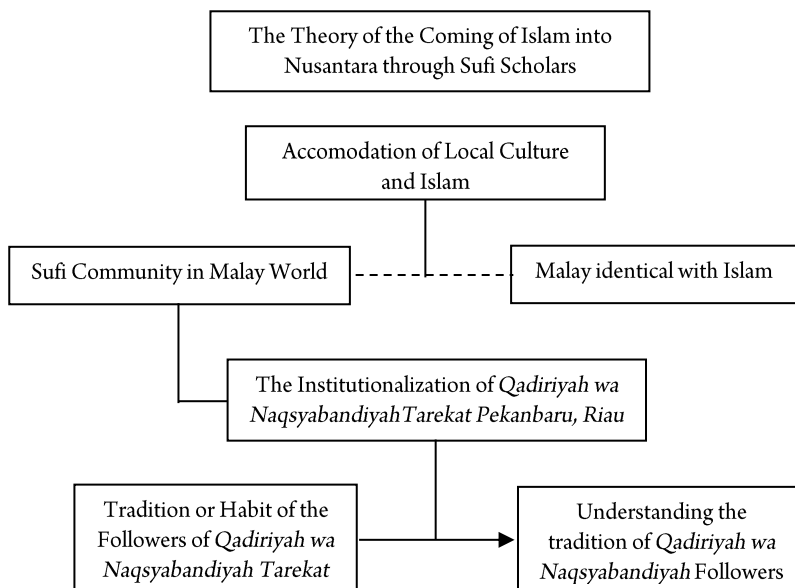 The Theory of the Coming of Islam into
Nusantara through Sufi Scholars
Accomodation of Local Culture
and Islam
Sufi Community in Malay World
Malay identical with Islam
The Institutionalization of Qadiriyah wa
Naqsyabandiyah Tarekat Pekanbaru, Riau
Tradition or Habit of the
Followers of Qadiriyah wa
Naqsyabandiyah Tarekat
Understanding the
tradition of Qadiriyah wa
Naqsyabandiyah Followers